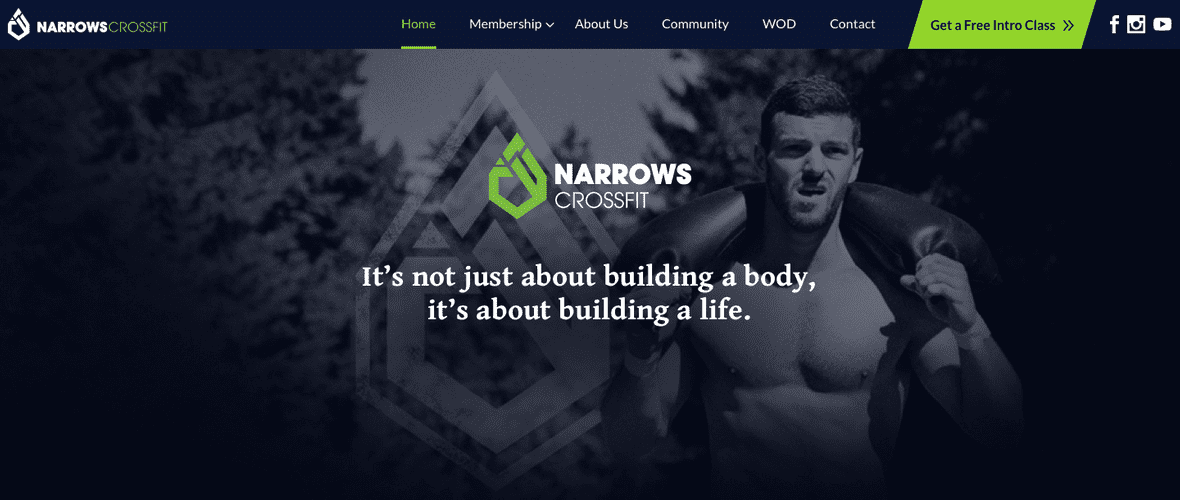 NARROWSCROSSFIT
Home
Membership
About Us
Community
WOD
Contact
Get a Free Intro Class
NARROWS
CROSSFIT
It’s not just about building a body,
it’s about building a life.